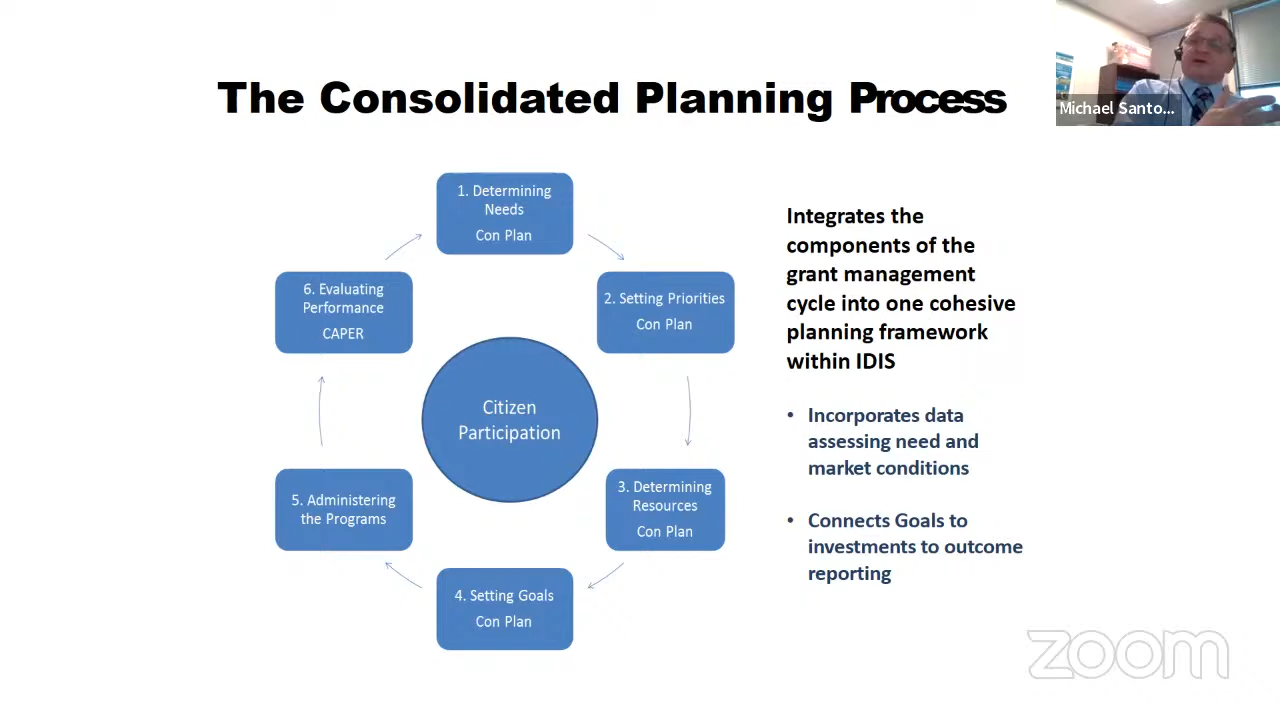 The Consolidated Planning Process
Michael Santo...
1. Determining
Needs
Con Plan
2. Setting Priorities
Con Plan
3. Determining
Resources
Con Plan
4. Setting Goals
Con Plan
5. Administering
the Programs
6. Evaluating
Performance
CAPER
Citizen
Participation
Integrates the
components of the
grant management
cycle into one cohesive
planning framework
within IDIS
• Incorporates data
assessing need and
market conditions
• Connects Goals to
investments to outcome
reporting
zoom